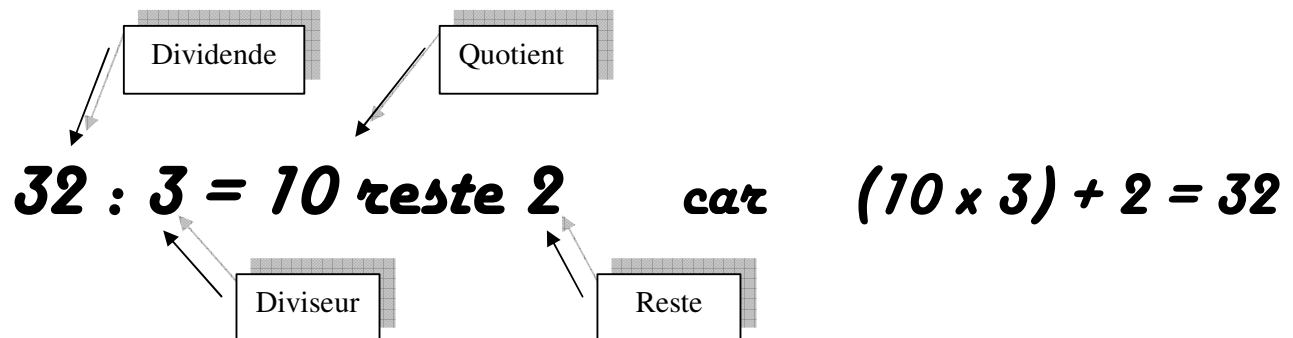 Dividende Quotient
32 : 3 = 10 reste 2 car (10 x 3) + 2 = 32
Diviseur Reste